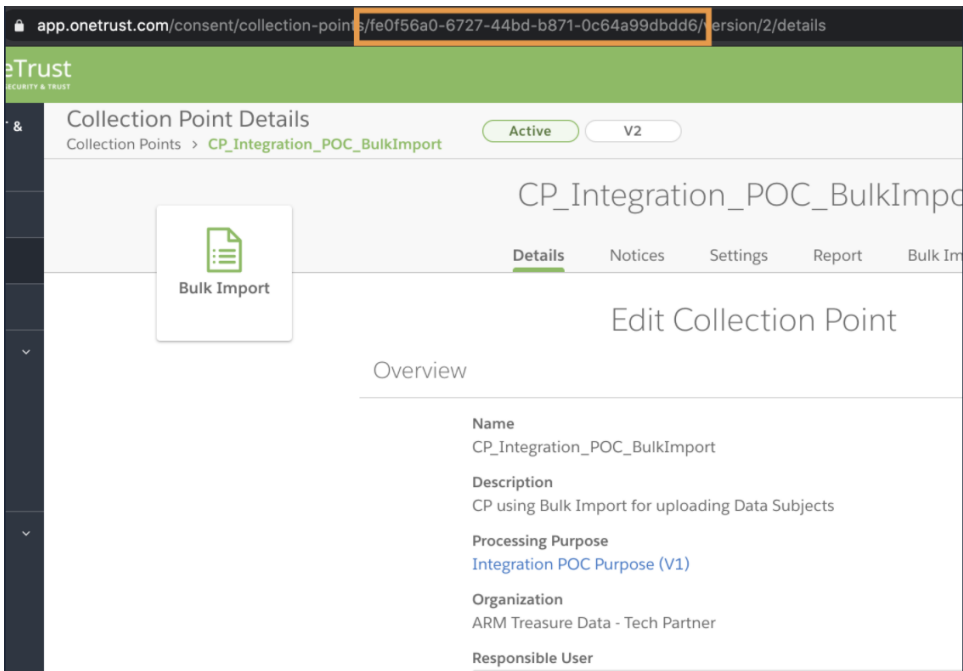 app.onetrust.com/consent/collection-points/fe0f56a0-6727-44bd-b871-0c64a99dbdd6/version/2/details
eTrust
SECURITY & TRUST
&
Collection Point Details
Collection Points > CP_Integration_POC_BulkImport
Active
V2
CP_Integration_POC_BulkImpo
Bulk Import
Details Notices Settings Report Bulk Im
Edit Collection Point
Overview
Name
CP_Integration_POC_BulkImport
Description
CP using Bulk Import for uploading Data Subjects
Processing Purpose
Integration POC Purpose (V1)
Organization
ARM Treasure Data - Tech Partner
Responsible User